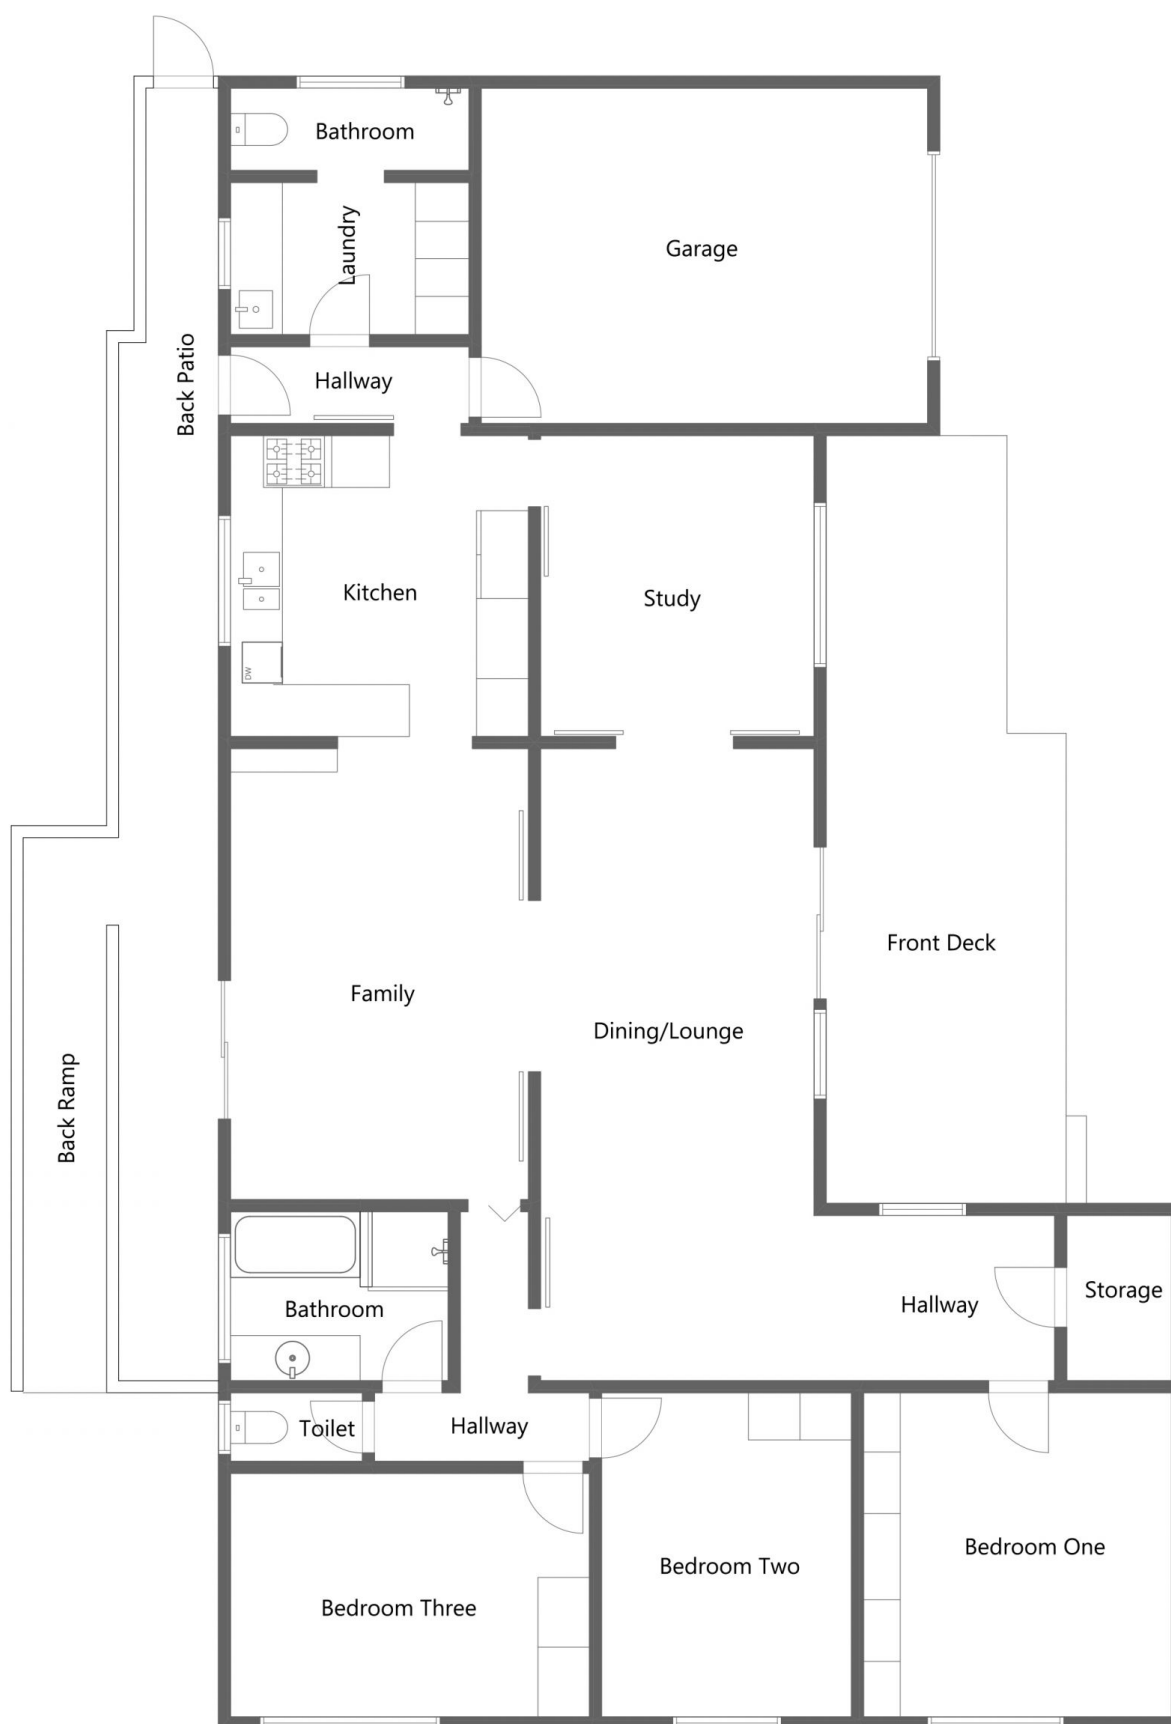 Bathroom
Laundry
Garage
Back Patio
Hallway
Kitchen
DW
Study
Family
Dining/Lounge
Front Deck
Back Ramp
Bathroom
Hallway
Storage
Toilet
Hallway
Bedroom Three
Bedroom Two
Bedroom One